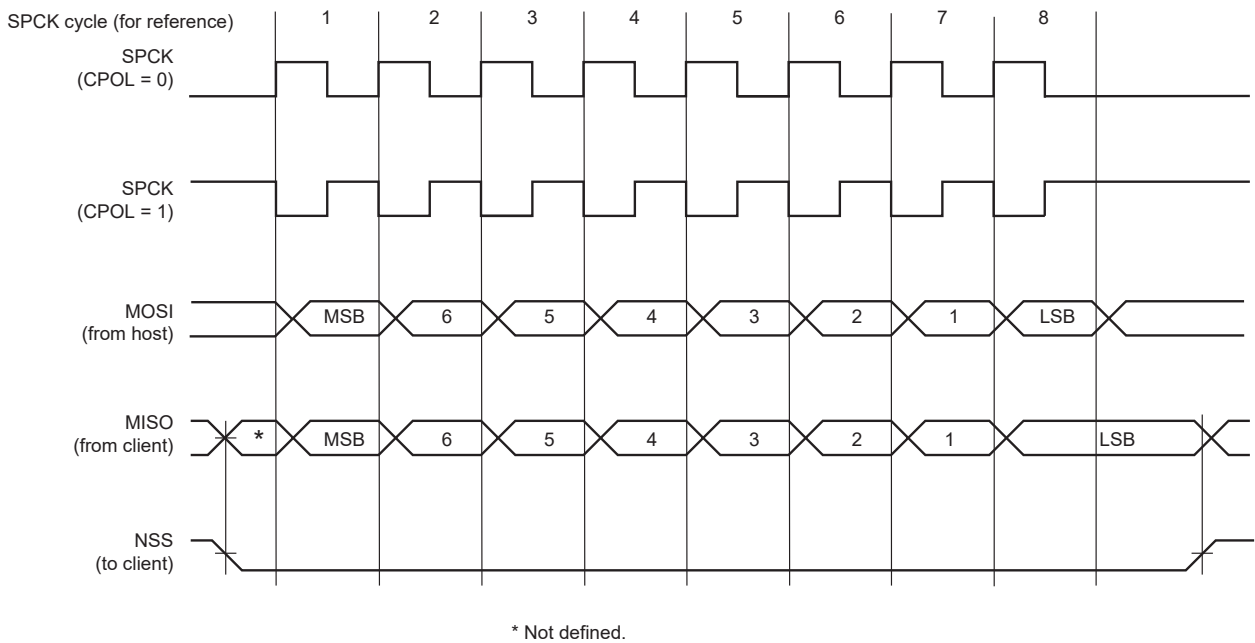 SPCK cycle (for reference)
1 2 3 4 5 6 7 8
SPCK
(CPOL = 0)
SPCK
(CPOL = 1)
MOSI
(from host)
MSB 6 5 4 3 2 1 LSB
MISO
(from client)
* MSB 6 5 4 3 2 1 LSB
NSS
(to client)
* Not defined.